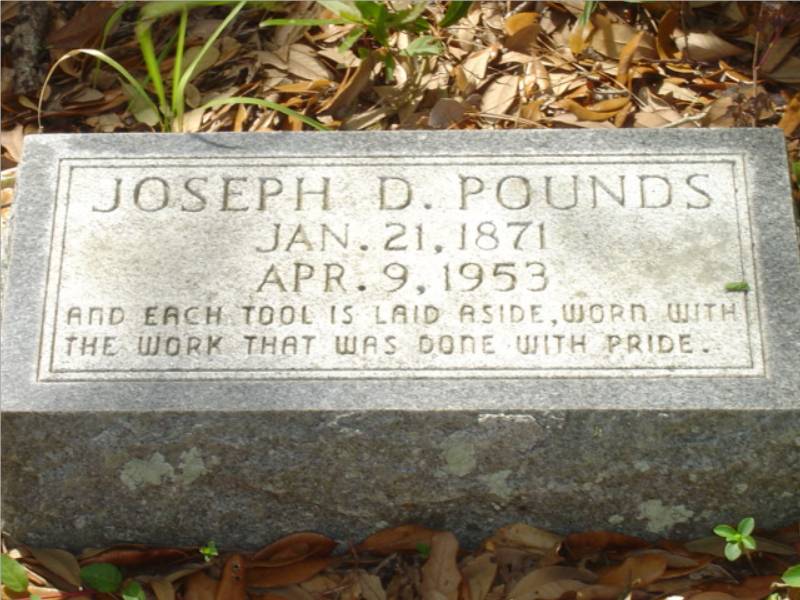 JOSEPH D. POUNDS
JAN. 21, 1871
APR. 9, 1953
AND EACH TOOL IS LAID ASIDE, WORN WITH
THE WORK THAT WAS DONE WITH PRIDE.